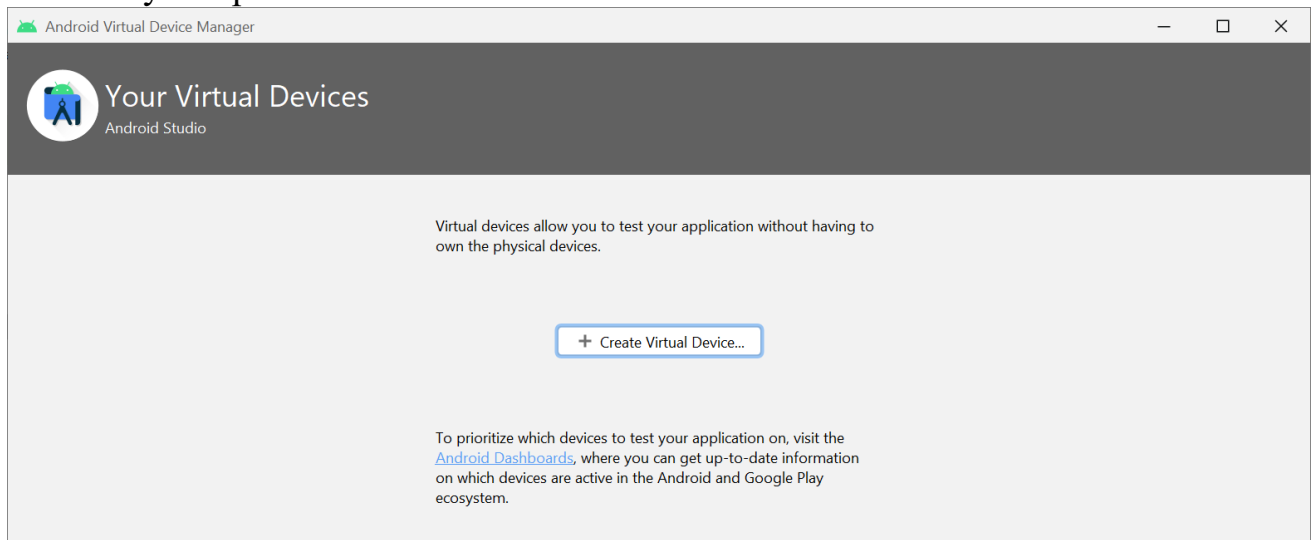 Android Virtual Device Manager
Your Virtual Devices
Android Studio
Virtual devices allow you to test your application without having to
own the physical devices.
+ Create Virtual Device...
To prioritize which devices to test your application on, visit the
Android Dashboards, where you can get up-to-date information
on which devices are active in the Android and Google Play
ecosystem.